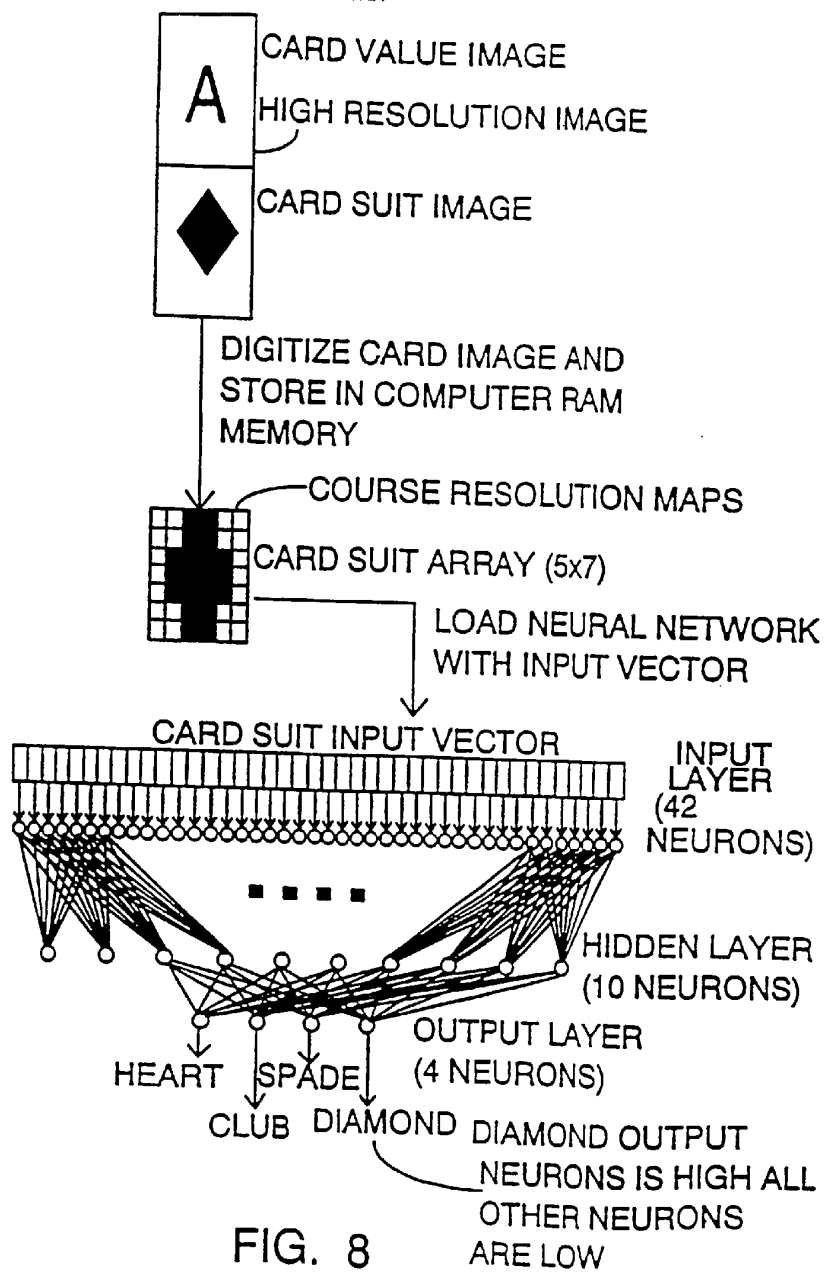 CARD VALUE IMAGE
A
HIGH RESOLUTION IMAGE
CARD SUIT IMAGE
DIGITIZE CARD IMAGE AND
STORE IN COMPUTER RAM
MEMORY
COURSE RESOLUTION MAPS
CARD SUIT ARRAY (5x7)
LOAD NEURAL NETWORK
WITH INPUT VECTOR
CARD SUIT INPUT VECTOR
INPUT
LAYER
(42
NEURONS)
HIDDEN LAYER
(10 NEURONS)
OUTPUT LAYER
(4 NEURONS)
HEART
SPADE
CLUB
DIAMOND
DIAMOND OUTPUT
NEURONS IS HIGH ALL
OTHER NEURONS
ARE LOW
FIG. 8